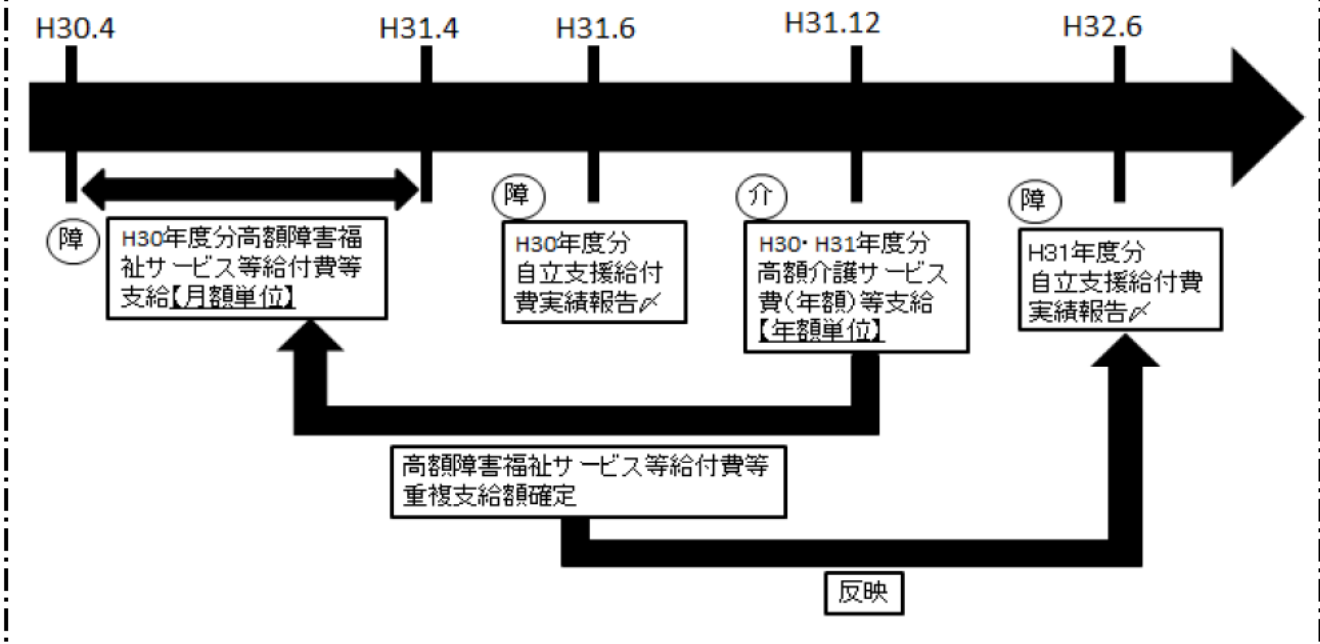 H30.4
H31.4
H31.6
H31.12
H32.6
障
H30年度分高額障害福
祉サービス等給付費等
支給【月額単位】
障
H30年度分
自立支援給付
費実績報告〆
介
H30・H31年度分
高額介護サービス
費(年額)等支給
【年額単位】
障
H31年度分
自立支援給付費
実績報告〆
高額障害福祉サービス等給付費等
重複支給額確定
反映